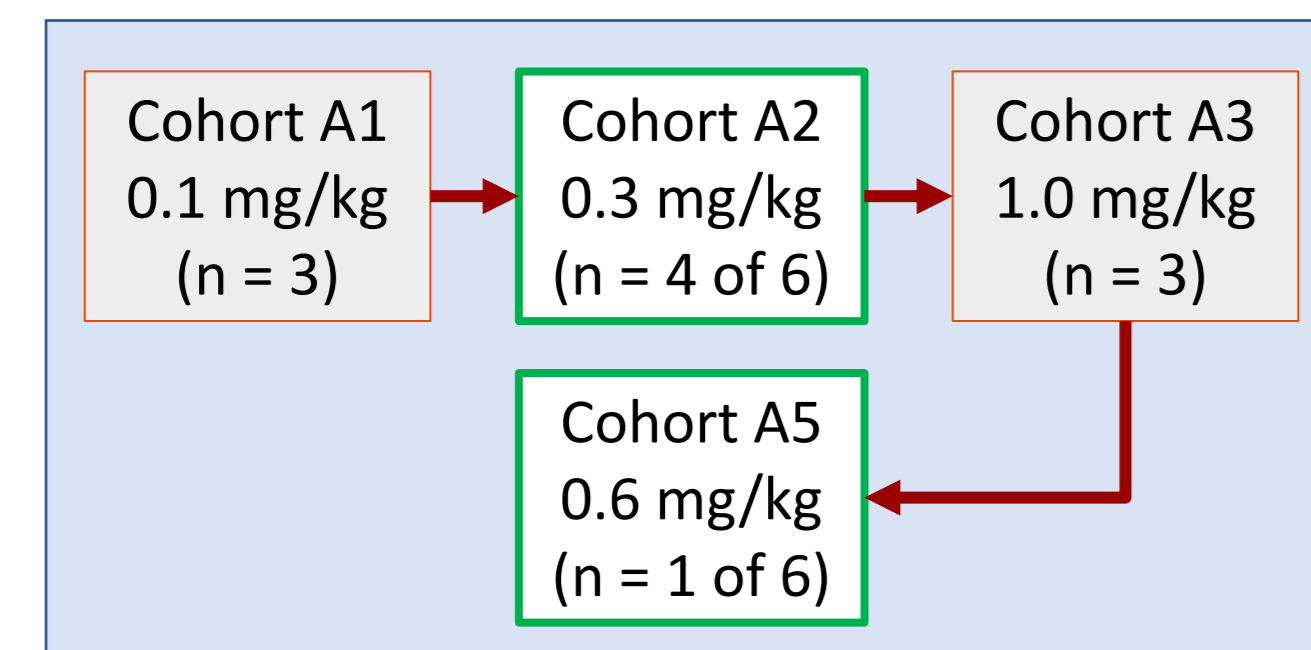 Cohort A1
0.1 mg/kg
(n = 3)
Cohort A2
0.3 mg/kg
(n = 4 of 6)
Cohort A3
1.0 mg/kg
(n = 3)
Cohort A5
0.6 mg/kg
(n = 1 of 6)